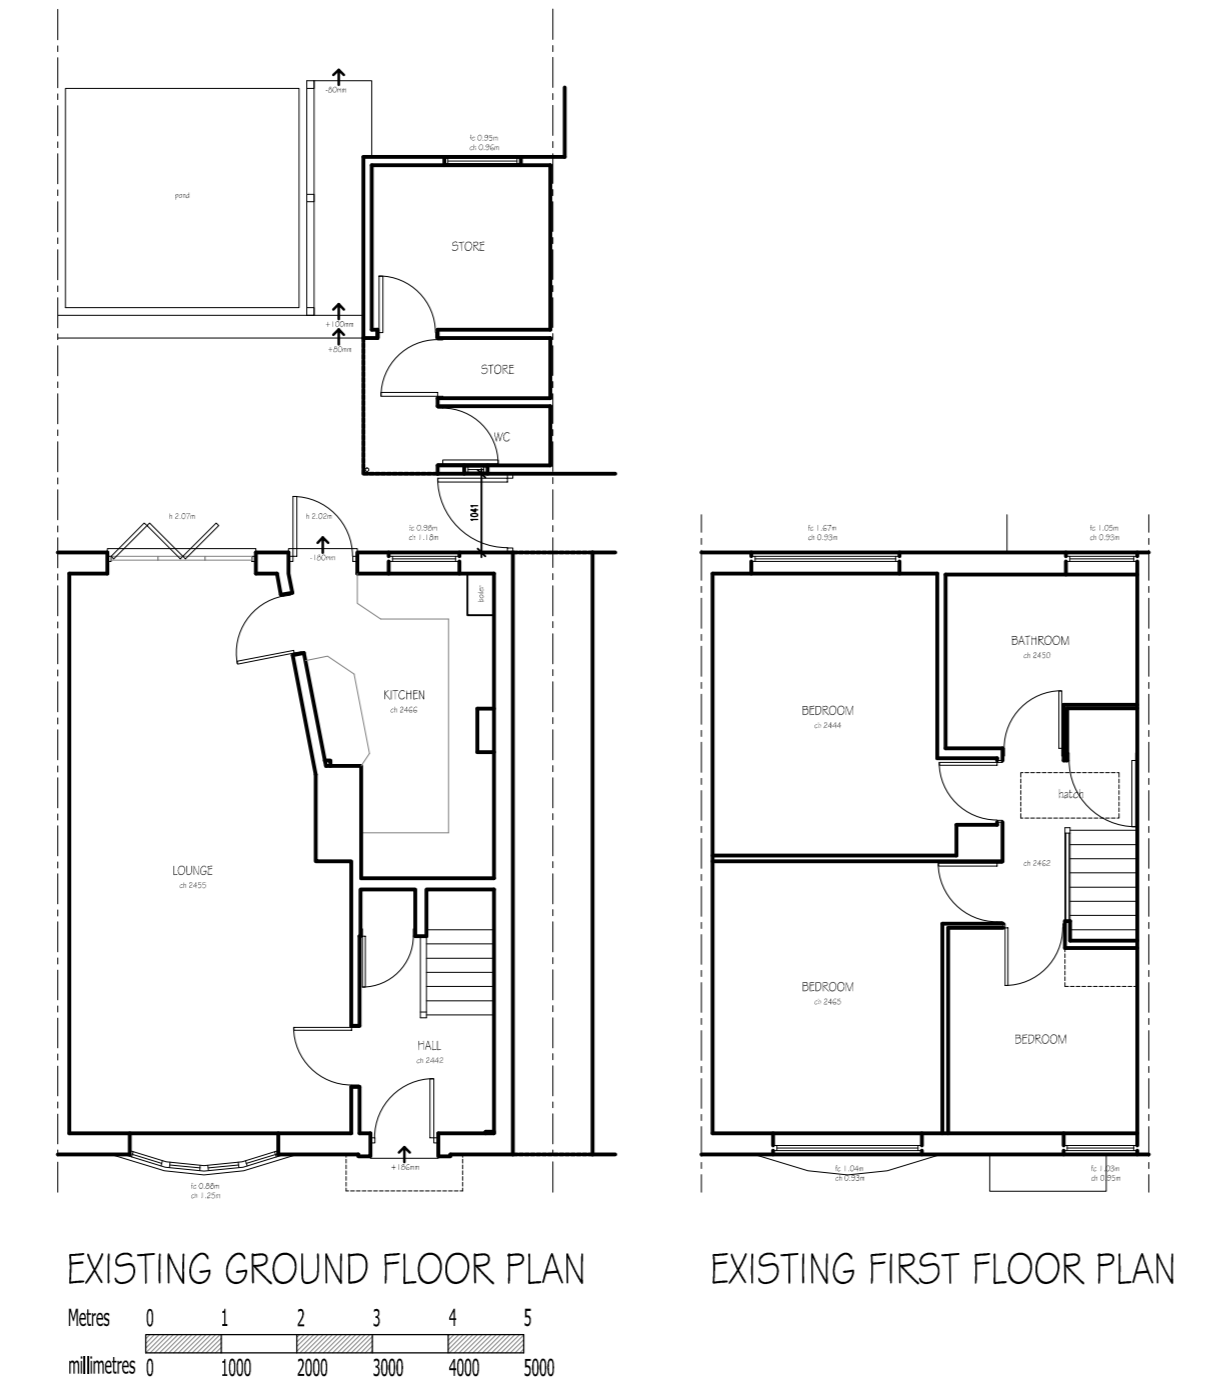 -80mm
fc 0.95m
ch 0.96m
pond
STORE
+100mm
+80mm
STORE
WC
1041
h 2.07m
h 2.02m
fc 0.98m
ch 1.18m
-180mm
boiler
KITCHEN
ch 2466
LOUNGE
ch 2455
HALL
ch 2442
+186mm
fc 0.88m
ch 1.25m
fc 1.67m
ch 0.93m
fc 1.05m
ch 0.93m
BATHROOM
ch 2450
BEDROOM
ch 2444
hatch
ch 2462
BEDROOM
ch 2465
BEDROOM
fc 1.04m
ch 0.93m
fc 1.03m
ch 0.95m
EXISTING GROUND FLOOR PLAN
EXISTING FIRST FLOOR PLAN
Metres 0 1 2 3 4 5
millimetres 0 1000 2000 3000 4000 5000